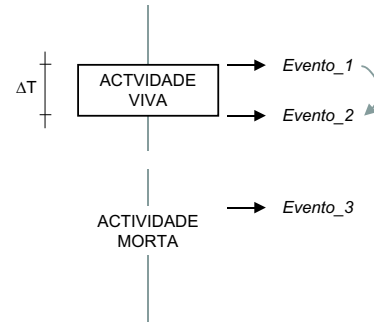 Evento_1
ΔT
ACTVIDADE
VIVA
Evento_2
Evento_3
ACTIVIDADE
MORTA